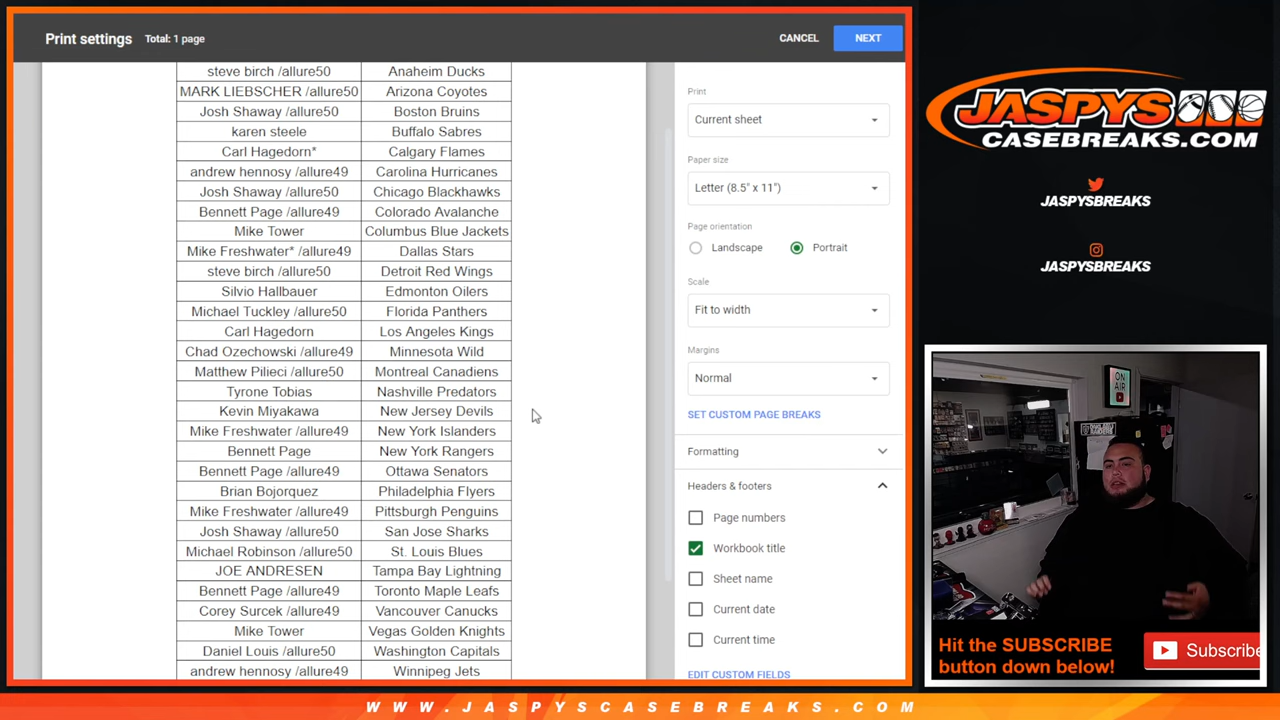 Print settings Total: 1 page
CANCEL NEXT
steve birch /allure50 Anaheim Ducks
MARK LIEBSCHER /allure50 Arizona Coyotes
Josh Shaway /allure50 Boston Bruins
karen steele Buffalo Sabres
Carl Hagedorn* Calgary Flames
andrew hennosy /allure49 Carolina Hurricanes
Josh Shaway /allure50 Chicago Blackhawks
Bennett Page /allure49 Colorado Avalanche
Mike Tower Columbus Blue Jackets
Mike Freshwater* /allure49 Dallas Stars
steve birch /allure50 Detroit Red Wings
Silvio Hallbauer Edmonton Oilers
Michael Tuckley /allure50 Florida Panthers
Carl Hagedorn Los Angeles Kings
Chad Ozechowski /allure49 Minnesota Wild
Matthew Pilieci /allure50 Montreal Canadiens
Tyrone Tobias Nashville Predators
Kevin Miyakawa New Jersey Devils
Mike Freshwater /allure49 New York Islanders
Bennett Page New York Rangers
Bennett Page /allure49 Ottawa Senators
Brian Bojorquez Philadelphia Flyers
Mike Freshwater /allure49 Pittsburgh Penguins
Josh Shaway /allure50 San Jose Sharks
Michael Robinson /allure50 St. Louis Blues
JOE ANDRESEN Tampa Bay Lightning
Bennett Page /allure49 Toronto Maple Leafs
Corey Surcek /allure49 Vancouver Canucks
Mike Tower Vegas Golden Knights
Daniel Louis /allure50 Washington Capitals
andrew hennosy /allure49 Winnipeg Jets
Print
Current sheet
Paper size
Letter (8.5" x 11")
Page orientation
Landscape Portrait
Scale
Fit to width
Margins
Normal
SET CUSTOM PAGE BREAKS
Formatting
Headers & footers
Page numbers
Workbook title
Sheet name
Current date
Current time
EDIT CUSTOM FIELDS
JASPYS
CASEBREAKS.COM
JASPYSBREAKS
JASPYSBREAKS
ON
AIR
Hit the SUBSCRIBE
button down below!
Subscribe
WWW.JASPYSCASEBREAKS.COM